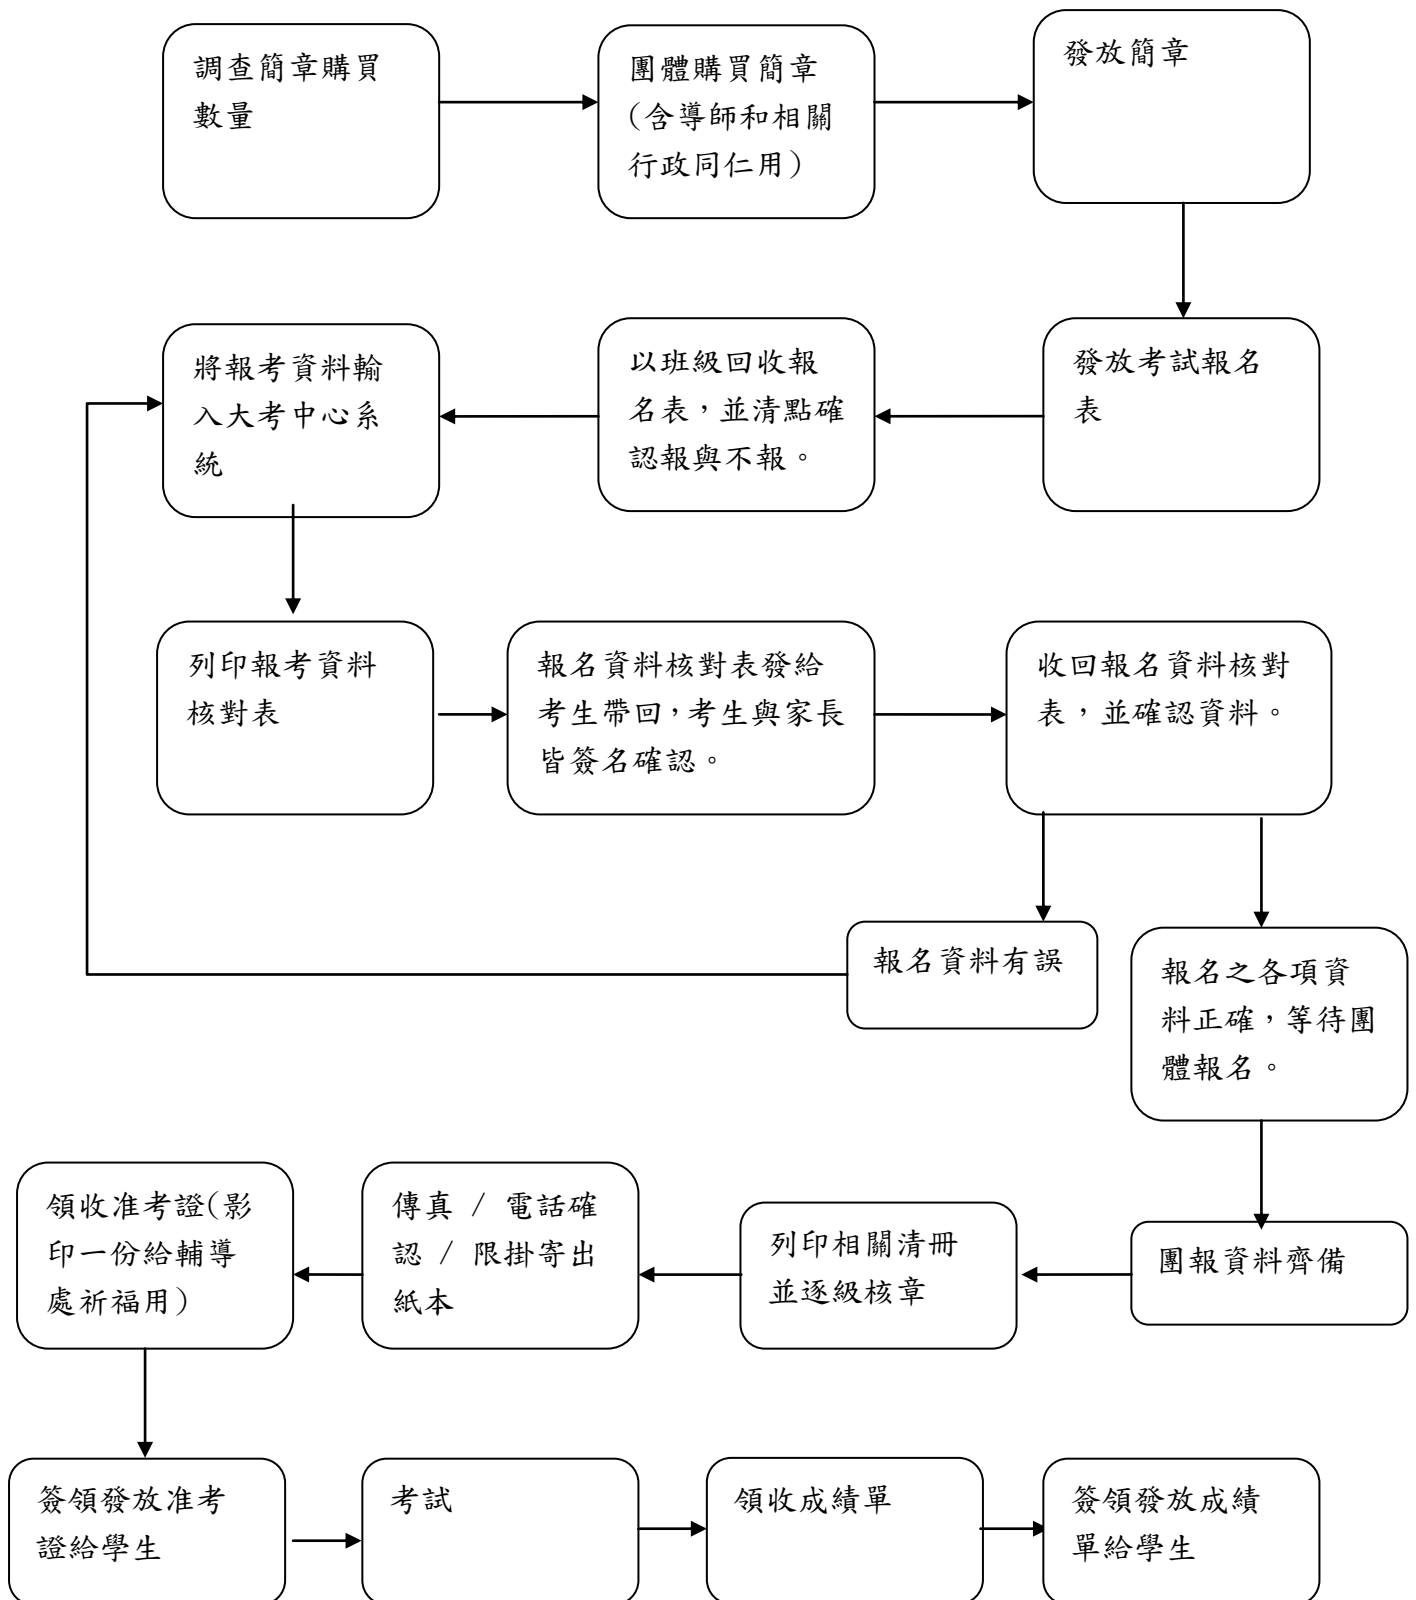 調查簡章購買
數量
團體購買簡章
(含導師和相關
行政同仁用)
發放簡章
將報考資料輸
入大考中心系
統
以班級回收報
名表，並清點確
認報與不報。
發放考試報名
表
列印報考資料
核對表
報名資料核對表發給
考生帶回，考生與家長
皆簽名確認。
收回報名資料核對
表，並確認資料。
報名資料有誤
報名之各項資
料正確，等待團
體報名。
領收准考證(影
印一份給輔導
處祈福用)
傳真 / 電話確
認 / 限掛寄出
紙本
列印相關清冊
並逐級核章
團報資料齊備
簽領發放准考
證給學生
考試
領收成績單
簽領發放成績
單給學生